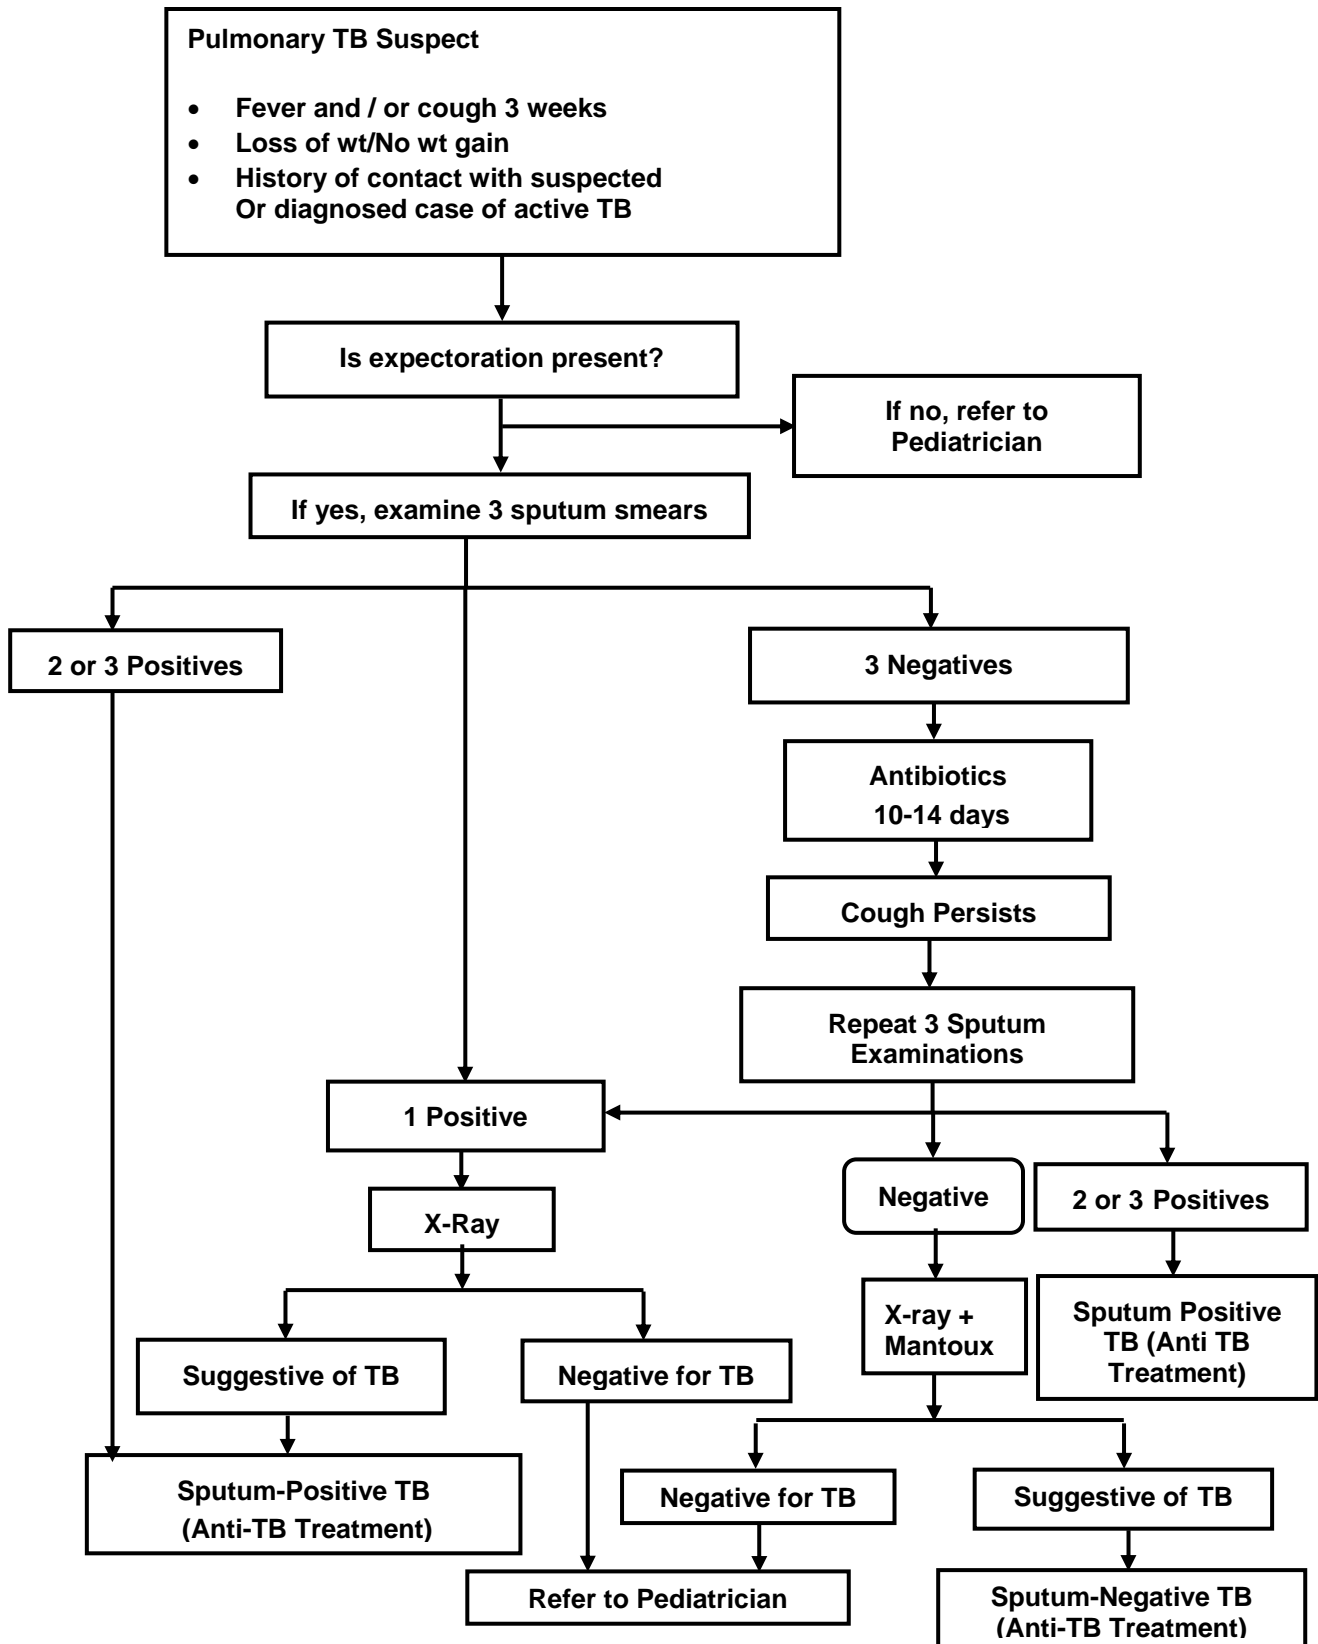 Pulmonary TB Suspect
• Fever and / or cough 3 weeks
• Loss of wt/No wt gain
• History of contact with suspected
Or diagnosed case of active TB
Is expectoration present?
If no, refer to
Pediatrician
If yes, examine 3 sputum smears
2 or 3 Positives
3 Negatives
Antibiotics
10-14 days
Cough Persists
Repeat 3 Sputum
Examinations
1 Positive
Negative
2 or 3 Positives
X-Ray
X-ray +
Mantoux
Sputum Positive
TB (Anti TB
Treatment)
Suggestive of TB
Negative for TB
Sputum-Positive TB
(Anti-TB Treatment)
Negative for TB
Suggestive of TB
Refer to Pediatrician
Sputum-Negative TB
(Anti-TB Treatment)